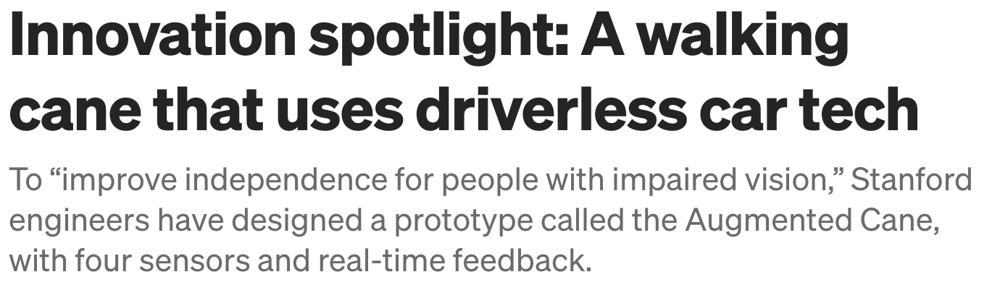 Innovation spotlight: A walking
cane that uses driverless car tech
To “improve independence for people with impaired vision,” Stanford
engineers have designed a prototype called the Augmented Cane,
with four sensors and real-time feedback.